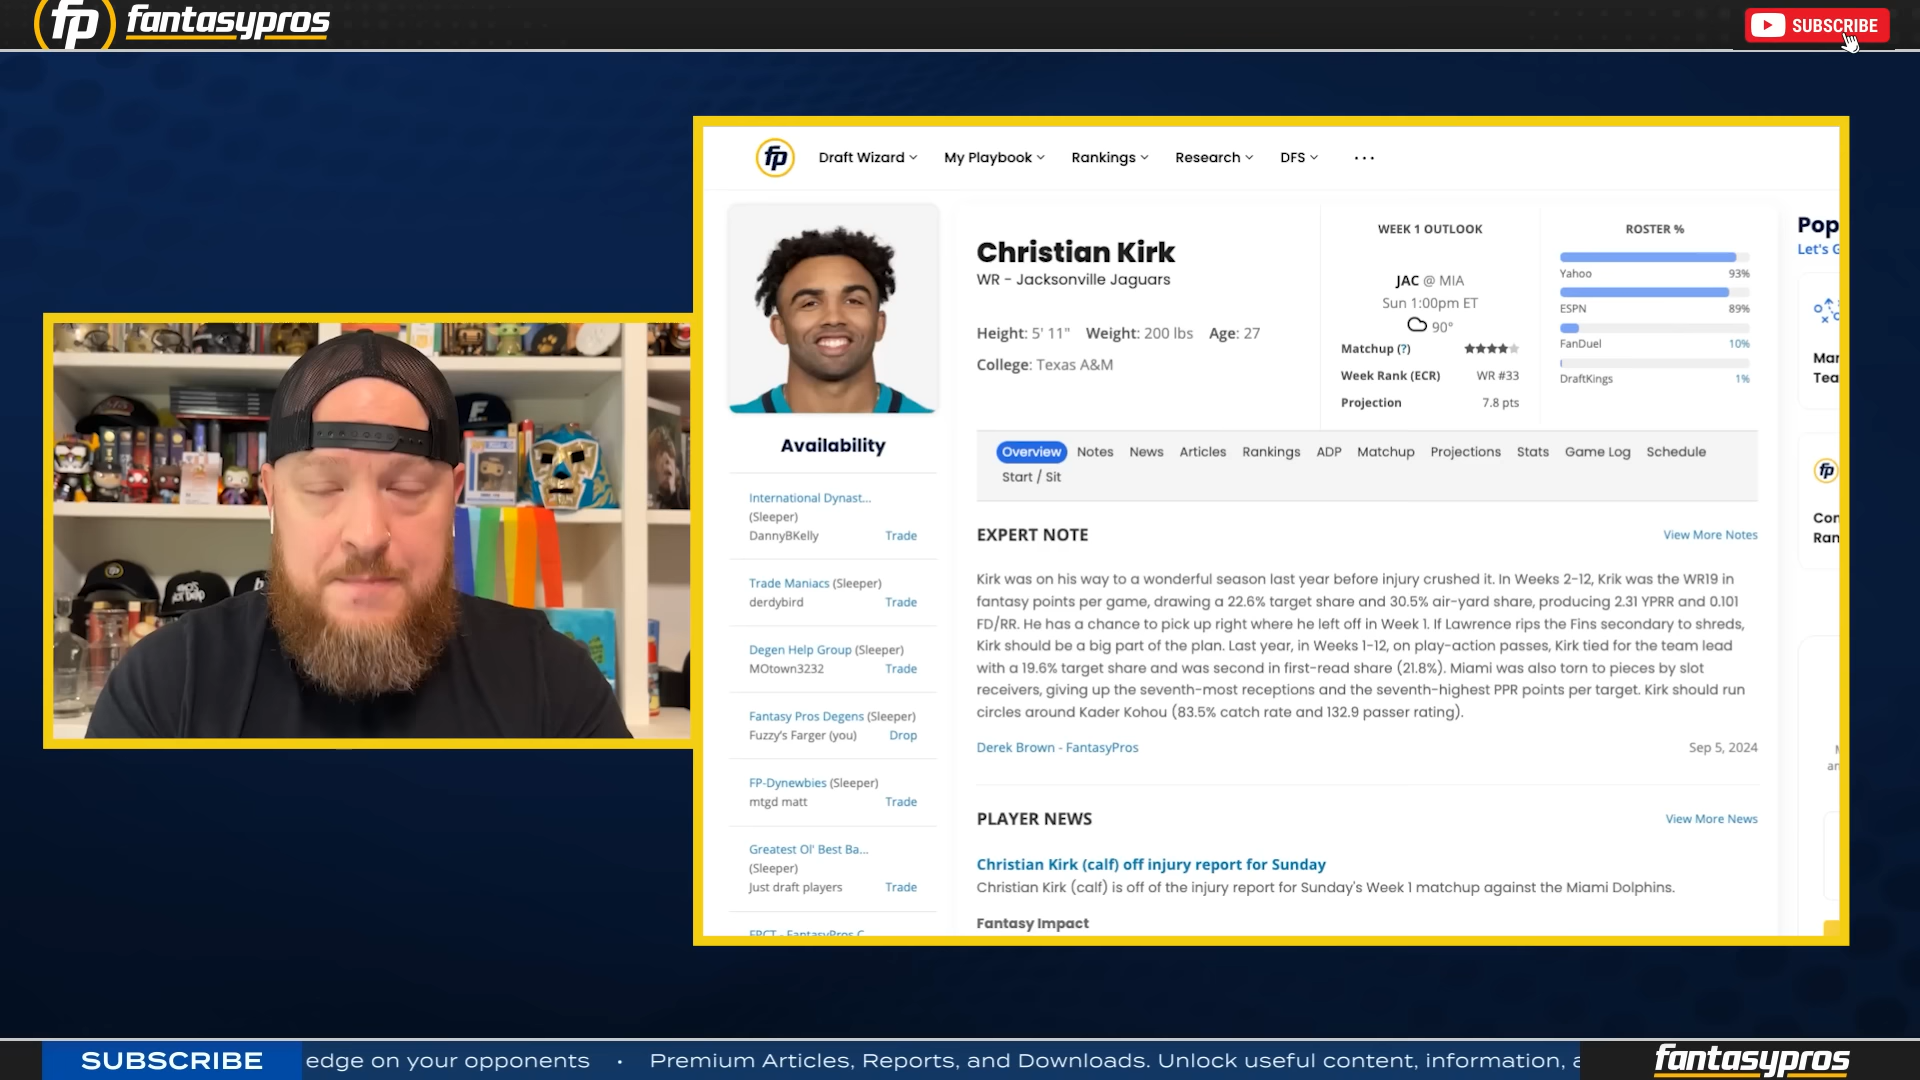 fp fantasypros
SUBSCRIBE
fp Draft Wizard My Playbook Rankings Research DFS ...
Christian Kirk
WR - Jacksonville Jaguars
Height: 5' 11" Weight: 200 lbs Age: 27
College: Texas A&M
WEEK 1 OUTLOOK
JAC @ MIA
Sun 1:00pm ET
90°
Matchup (?)
Week Rank (ECR) WR #33
Projection 7.8 pts
ROSTER %
Yahoo 93%
ESPN 89%
FanDuel 10%
DraftKings 1%
Pop
Let's G
Mar
Tea
fp
Con
Ran
Availability
International Dynast...
(Sleeper)
DannyBKelly Trade
Trade Maniacs (Sleeper)
derdybird Trade
Degen Help Group (Sleeper)
MOtown3232 Trade
Fantasy Pros Degens (Sleeper)
Fuzzy's Farger (you) Drop
FP-Dynewbies (Sleeper)
mtgd matt Trade
Greatest Ol' Best Ba...
(Sleeper)
Just draft players Trade
FPCT - FantasyPros C
Overview Notes News Articles Rankings ADP Matchup Projections Stats Game Log Schedule
Start / Sit
EXPERT NOTE View More Notes
Kirk was on his way to a wonderful season last year before injury crushed it. In Weeks 2-12, Krik was the WR19 in
fantasy points per game, drawing a 22.6% target share and 30.5% air-yard share, producing 2.31 YPRR and 0.101
FD/RR. He has a chance to pick up right where he left off in Week 1. If Lawrence rips the Fins secondary to shreds,
Kirk should be a big part of the plan. Last year, in Weeks 1-12, on play-action passes, Kirk tied for the team lead
with a 19.6% target share and was second in first-read share (21.8%). Miami was also torn to pieces by slot
receivers, giving up the seventh-most receptions and the seventh-highest PPR points per target. Kirk should run
circles around Kader Kohou (83.5% catch rate and 132.9 passer rating).
Derek Brown - FantasyPros Sep 5, 2024
PLAYER NEWS View More News
Christian Kirk (calf) off injury report for Sunday
Christian Kirk (calf) is off of the injury report for Sunday's Week 1 matchup against the Miami Dolphins.
Fantasy Impact
SUBSCRIBE edge on your opponents • Premium Articles, Reports, and Downloads. Unlock useful content, information, a
fantasypros